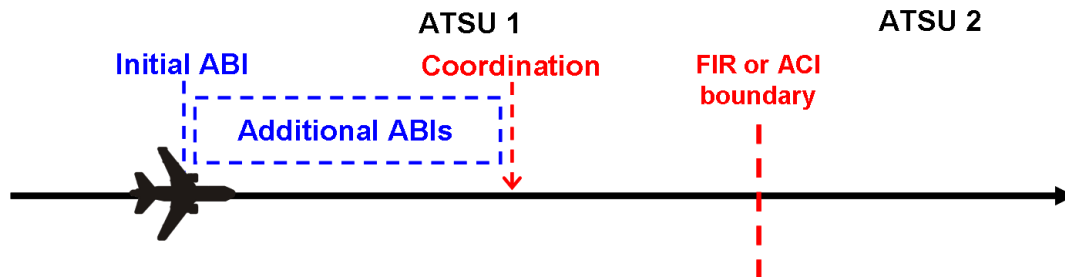 ATSU 1
ATSU 2
Initial ABI
Coordination
FIR or ACI
boundary
Additional ABIs